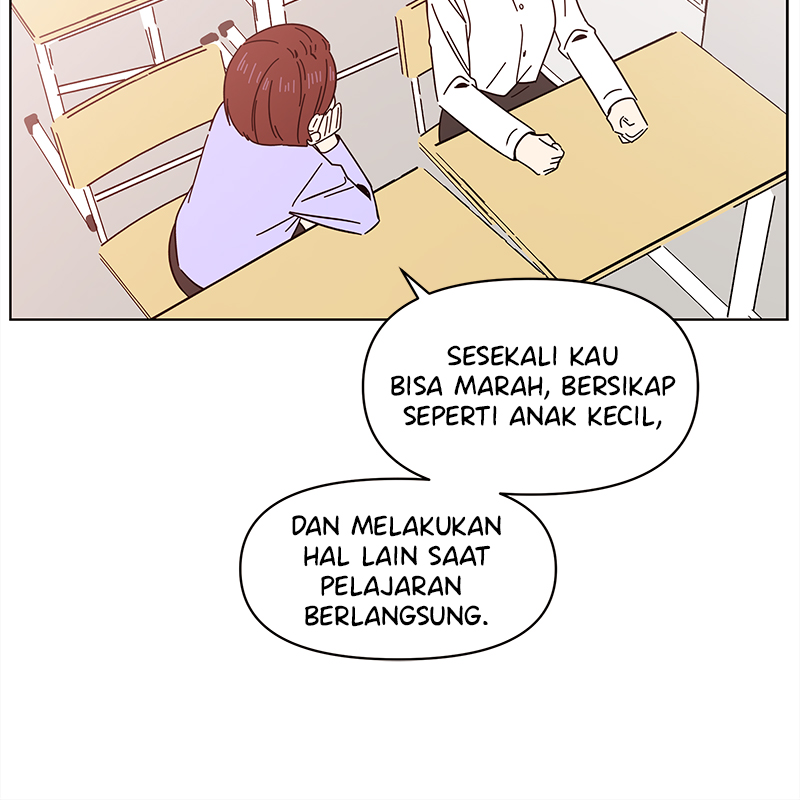 SESEKALI KAU
BISA MARAH, BERSIKAP
SEPERTI ANAK KECIL,
DAN MELAKUKAN
HAL LAIN SAAT
PELAJARAN
BERLANGSUNG.